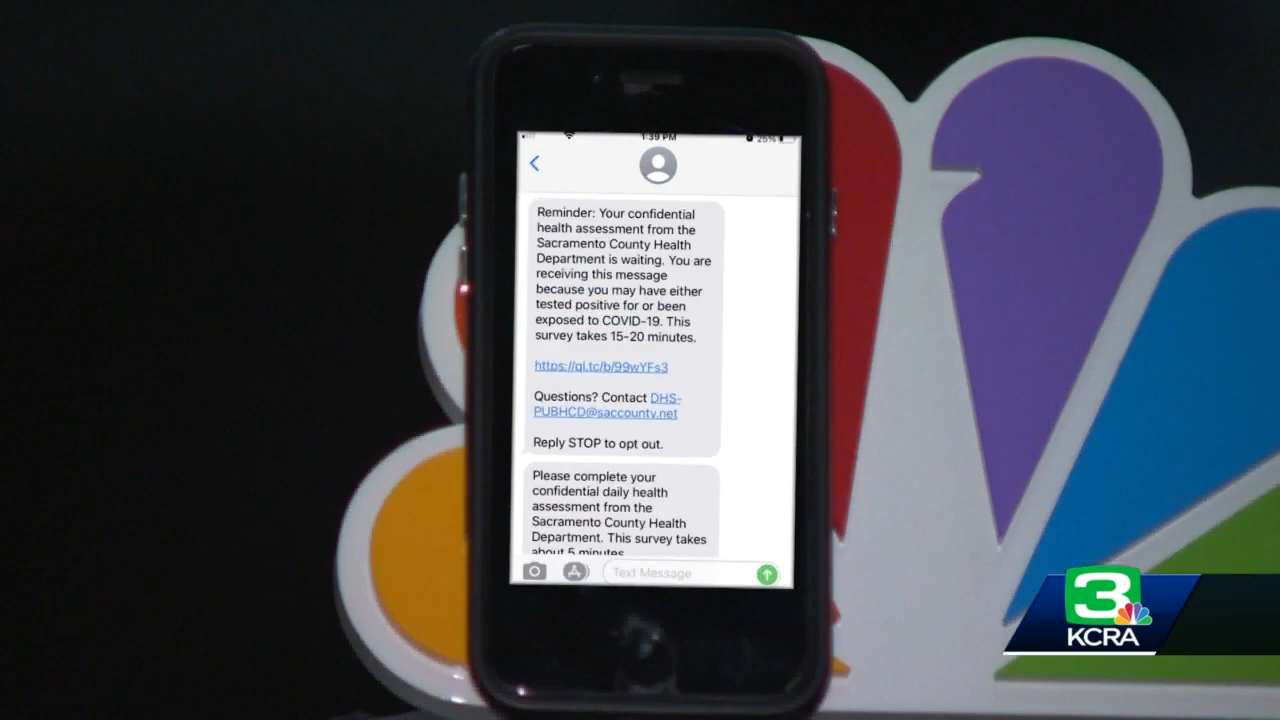 1:39 PM
25%
Reminder: Your confidential
health assessment from the
Sacramento County Health
Department is waiting. You are
receiving this message
because you may have either
tested positive for or been
exposed to COVID-19. This
survey takes 15-20 minutes.
https://ql.tc/b/99wYFs3
Questions? Contact DHS-
PUBHCD@saccounty.net
Reply STOP to opt out.
Please complete your
confidential daily health
assessment from the
Sacramento County Health
Department. This survey takes
about 5 minutes
Text Message
3
KCRA